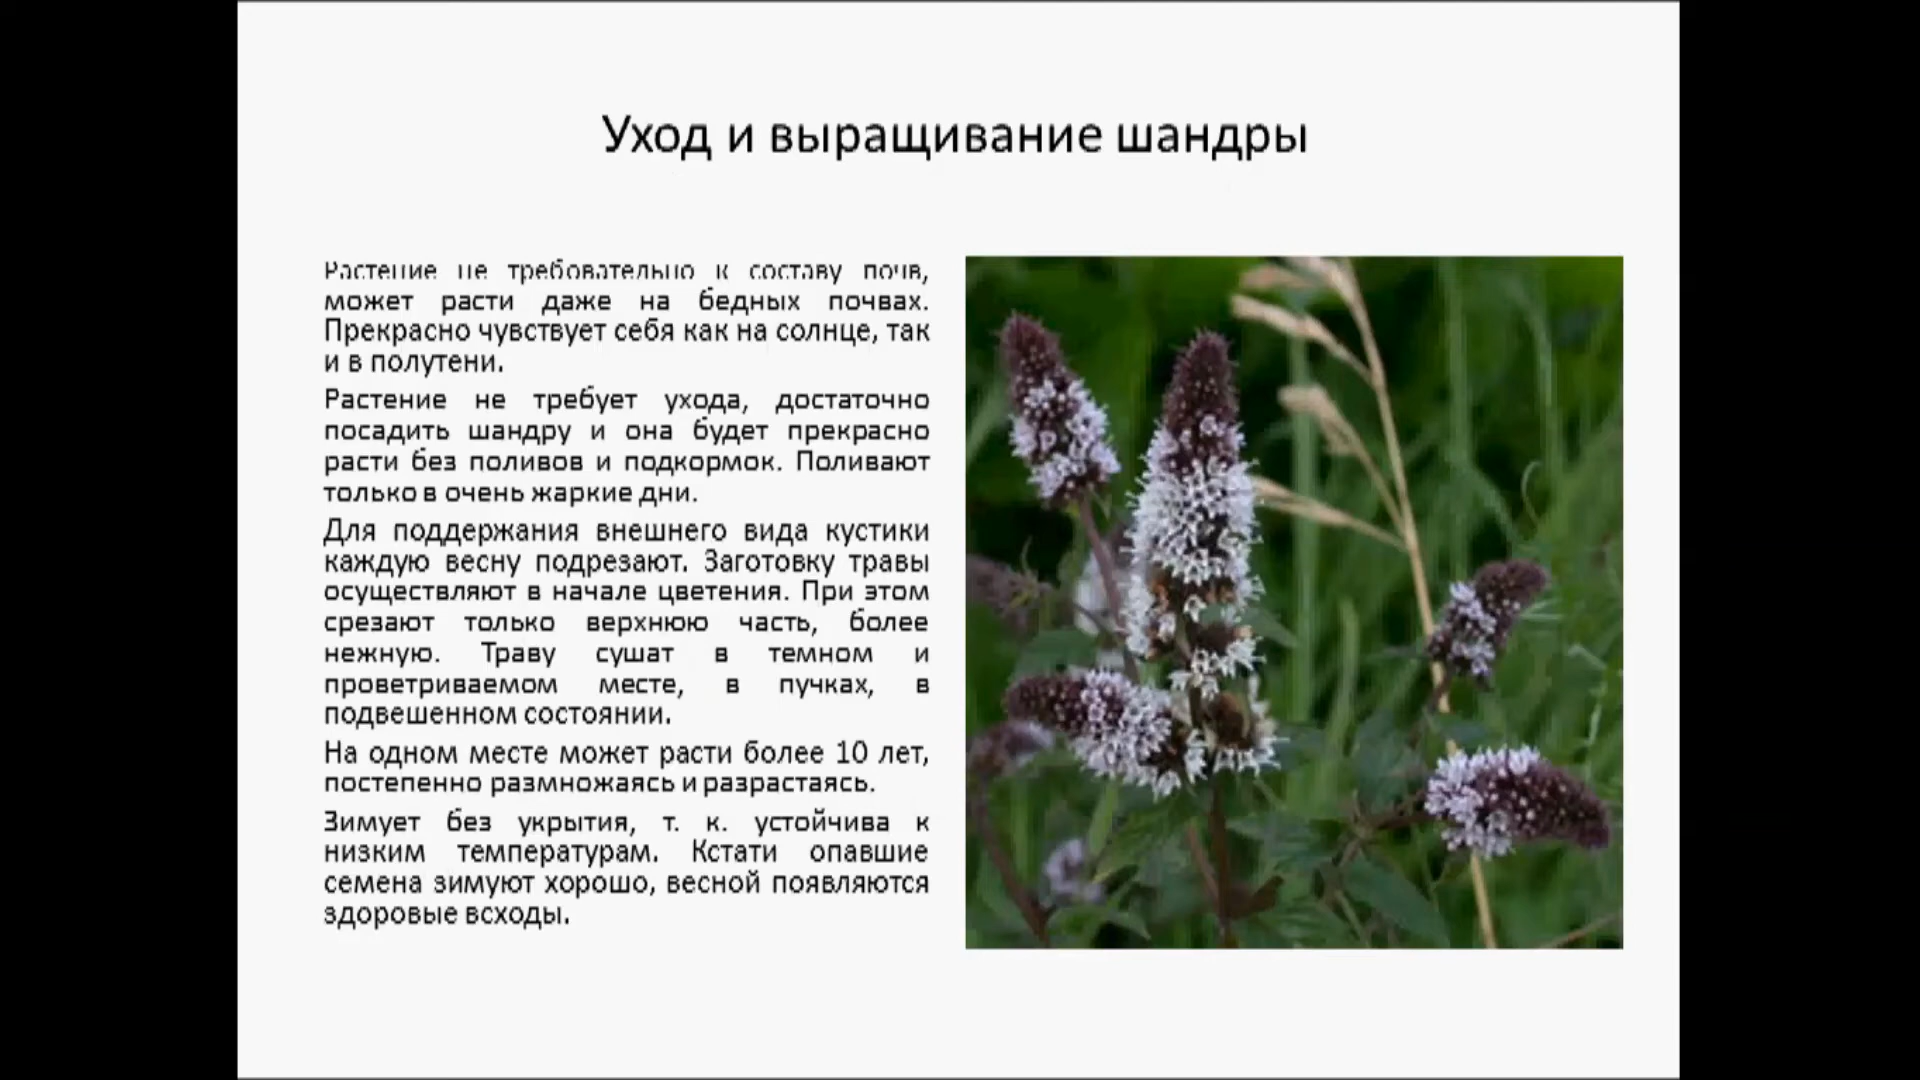 Уход и выращивание шандры
Растение не требовательно к составу почв,
может расти даже на бедных почвах.
Прекрасно чувствует себя как на солнце, так
и в полутени.
Растение не требует ухода, достаточно
посадить шандру и она будет прекрасно
расти без поливов и подкормок. Поливают
только в очень жаркие дни.
Для поддержания внешнего вида кустики
каждую весну подрезают. Заготовку травы
осуществляют в начале цветения. При этом
срезают только верхнюю часть, более
нежную. Траву сушат в темном и
проветриваемом месте, в пучках, в
подвешенном состоянии.
На одном месте может расти более 10 лет,
постепенно размножаясь и разрастаясь.
Зимует без укрытия, т. к. устойчива к
низким температурам. Кстати опавшие
семена зимуют хорошо, весной появляются
здоровые всходы.